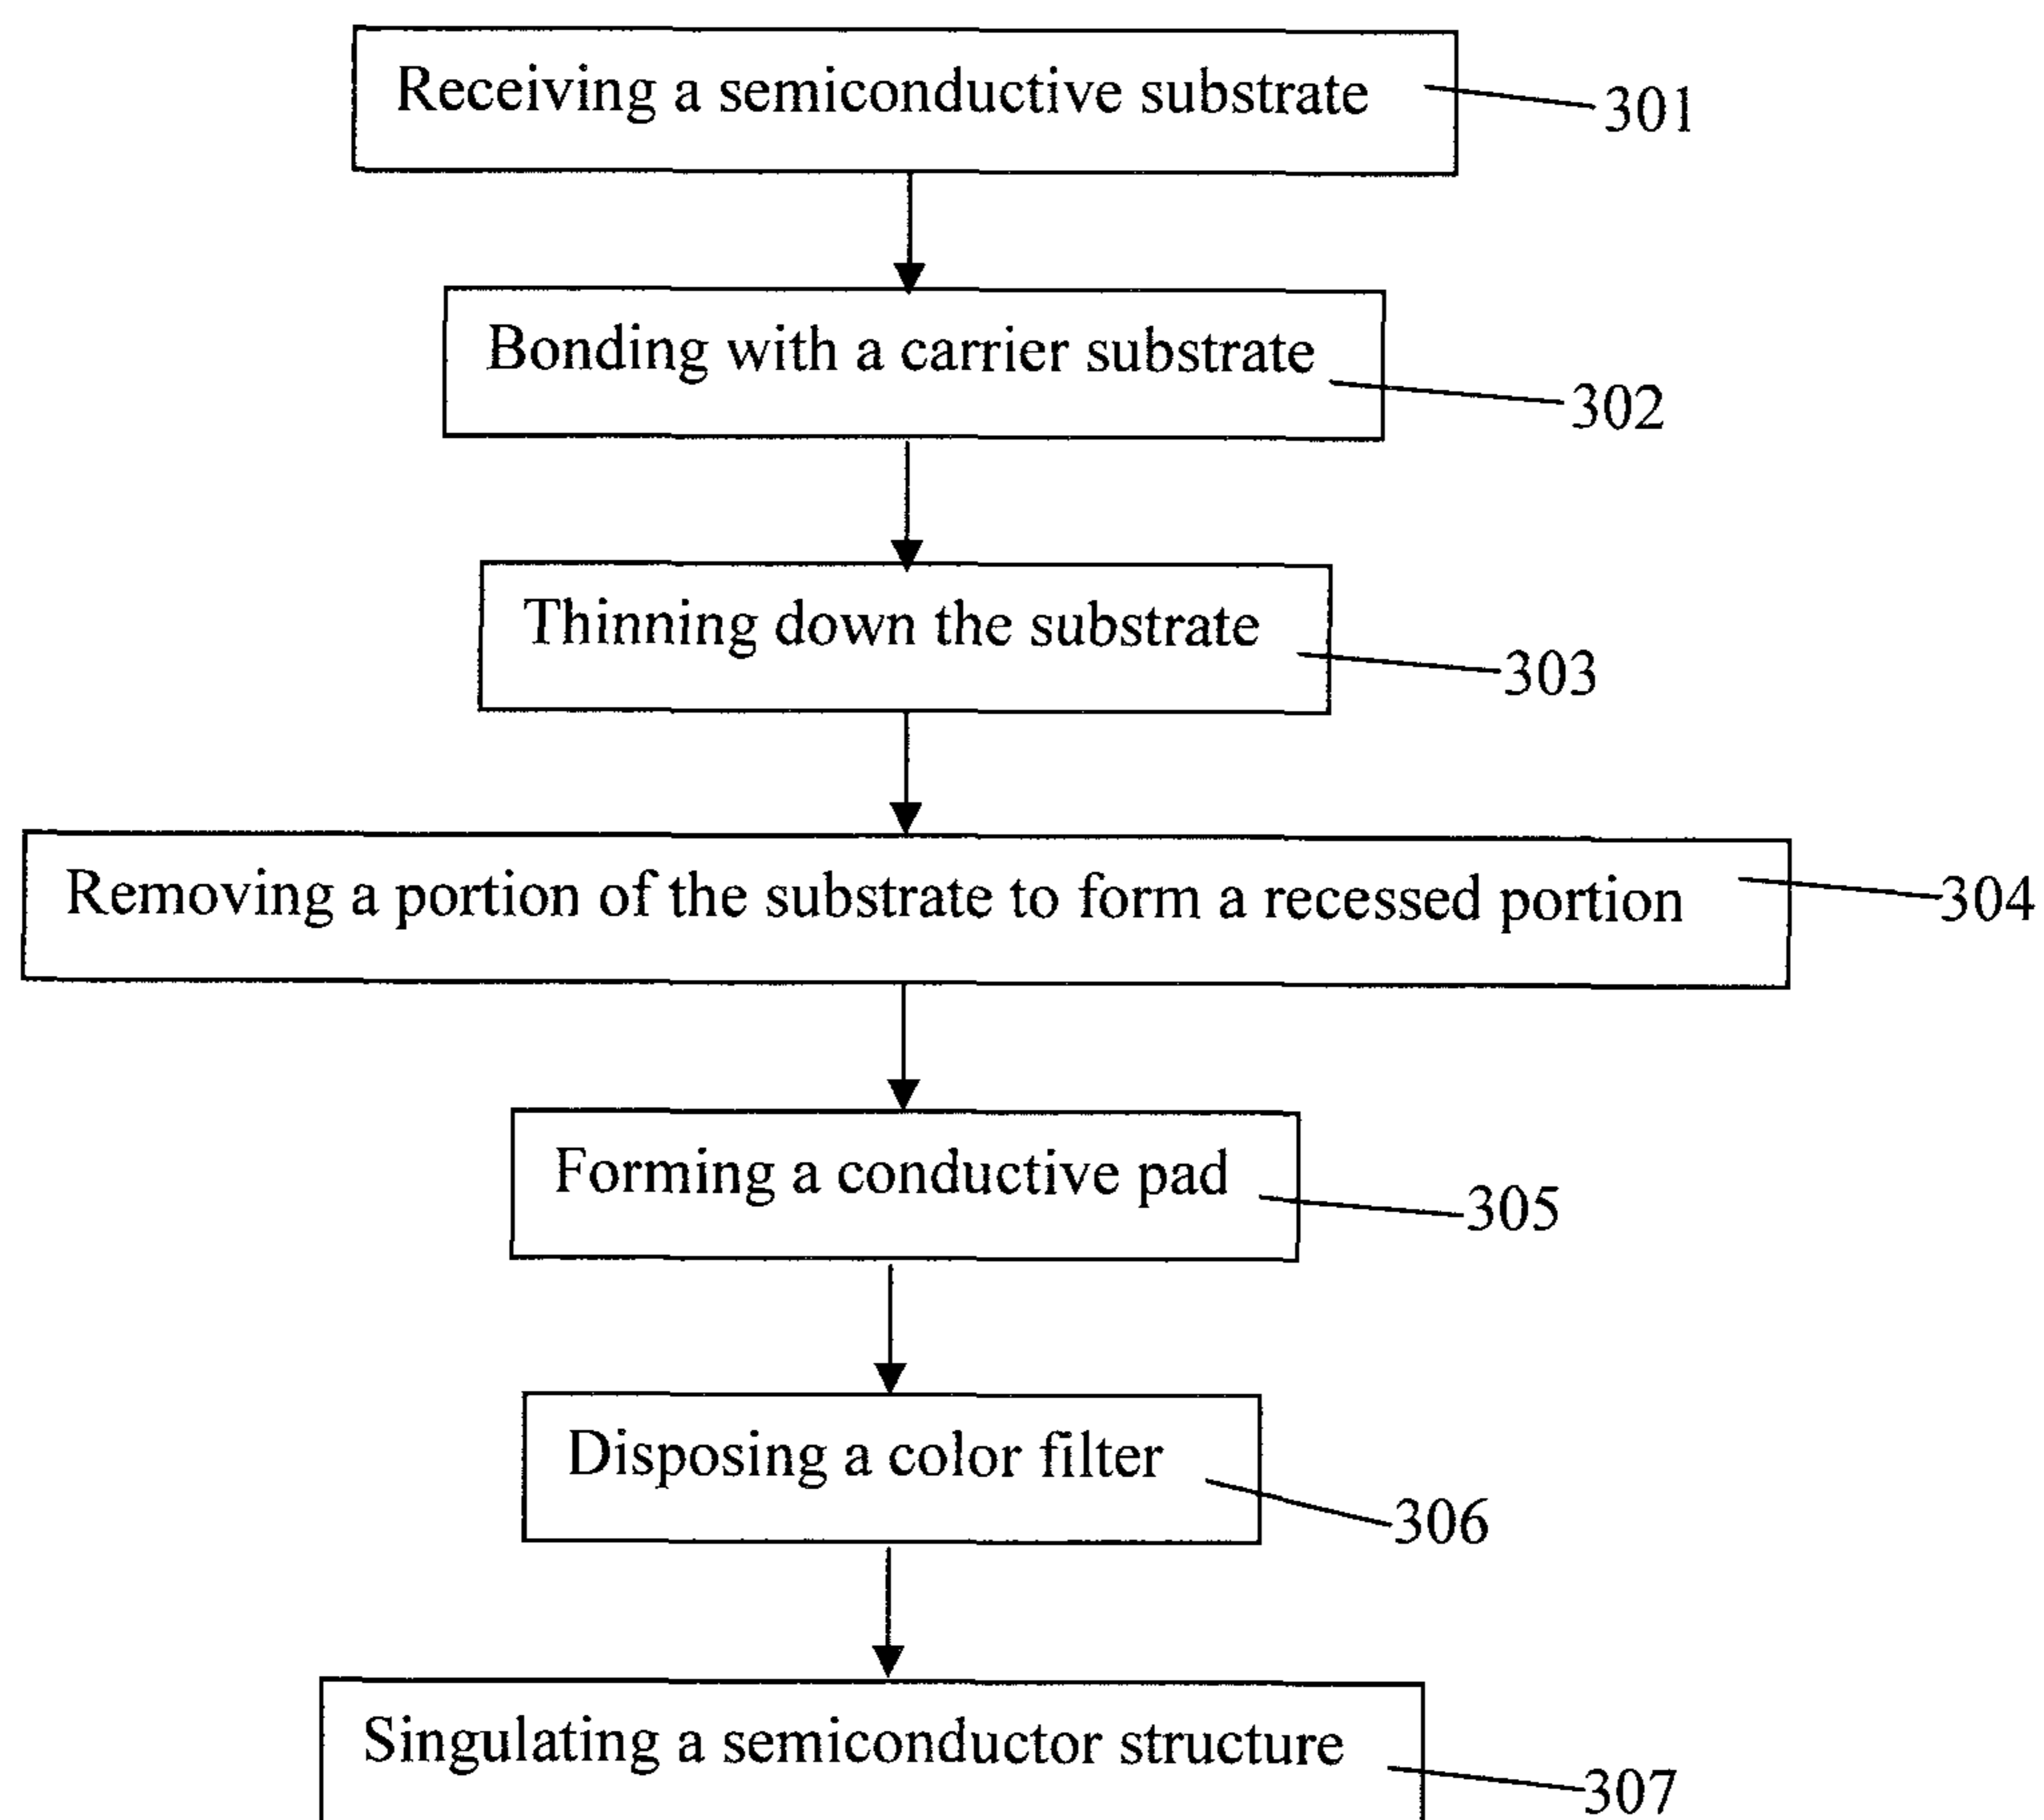 Receiving a semiconductive substrate
301
Bonding with a carrier substrate
302
Thinning down the substrate
303
Removing a portion of the substrate to form a recessed portion
304
Forming a conductive pad
305
Disposing a color filter
306
Singulating a semiconductor structure
307